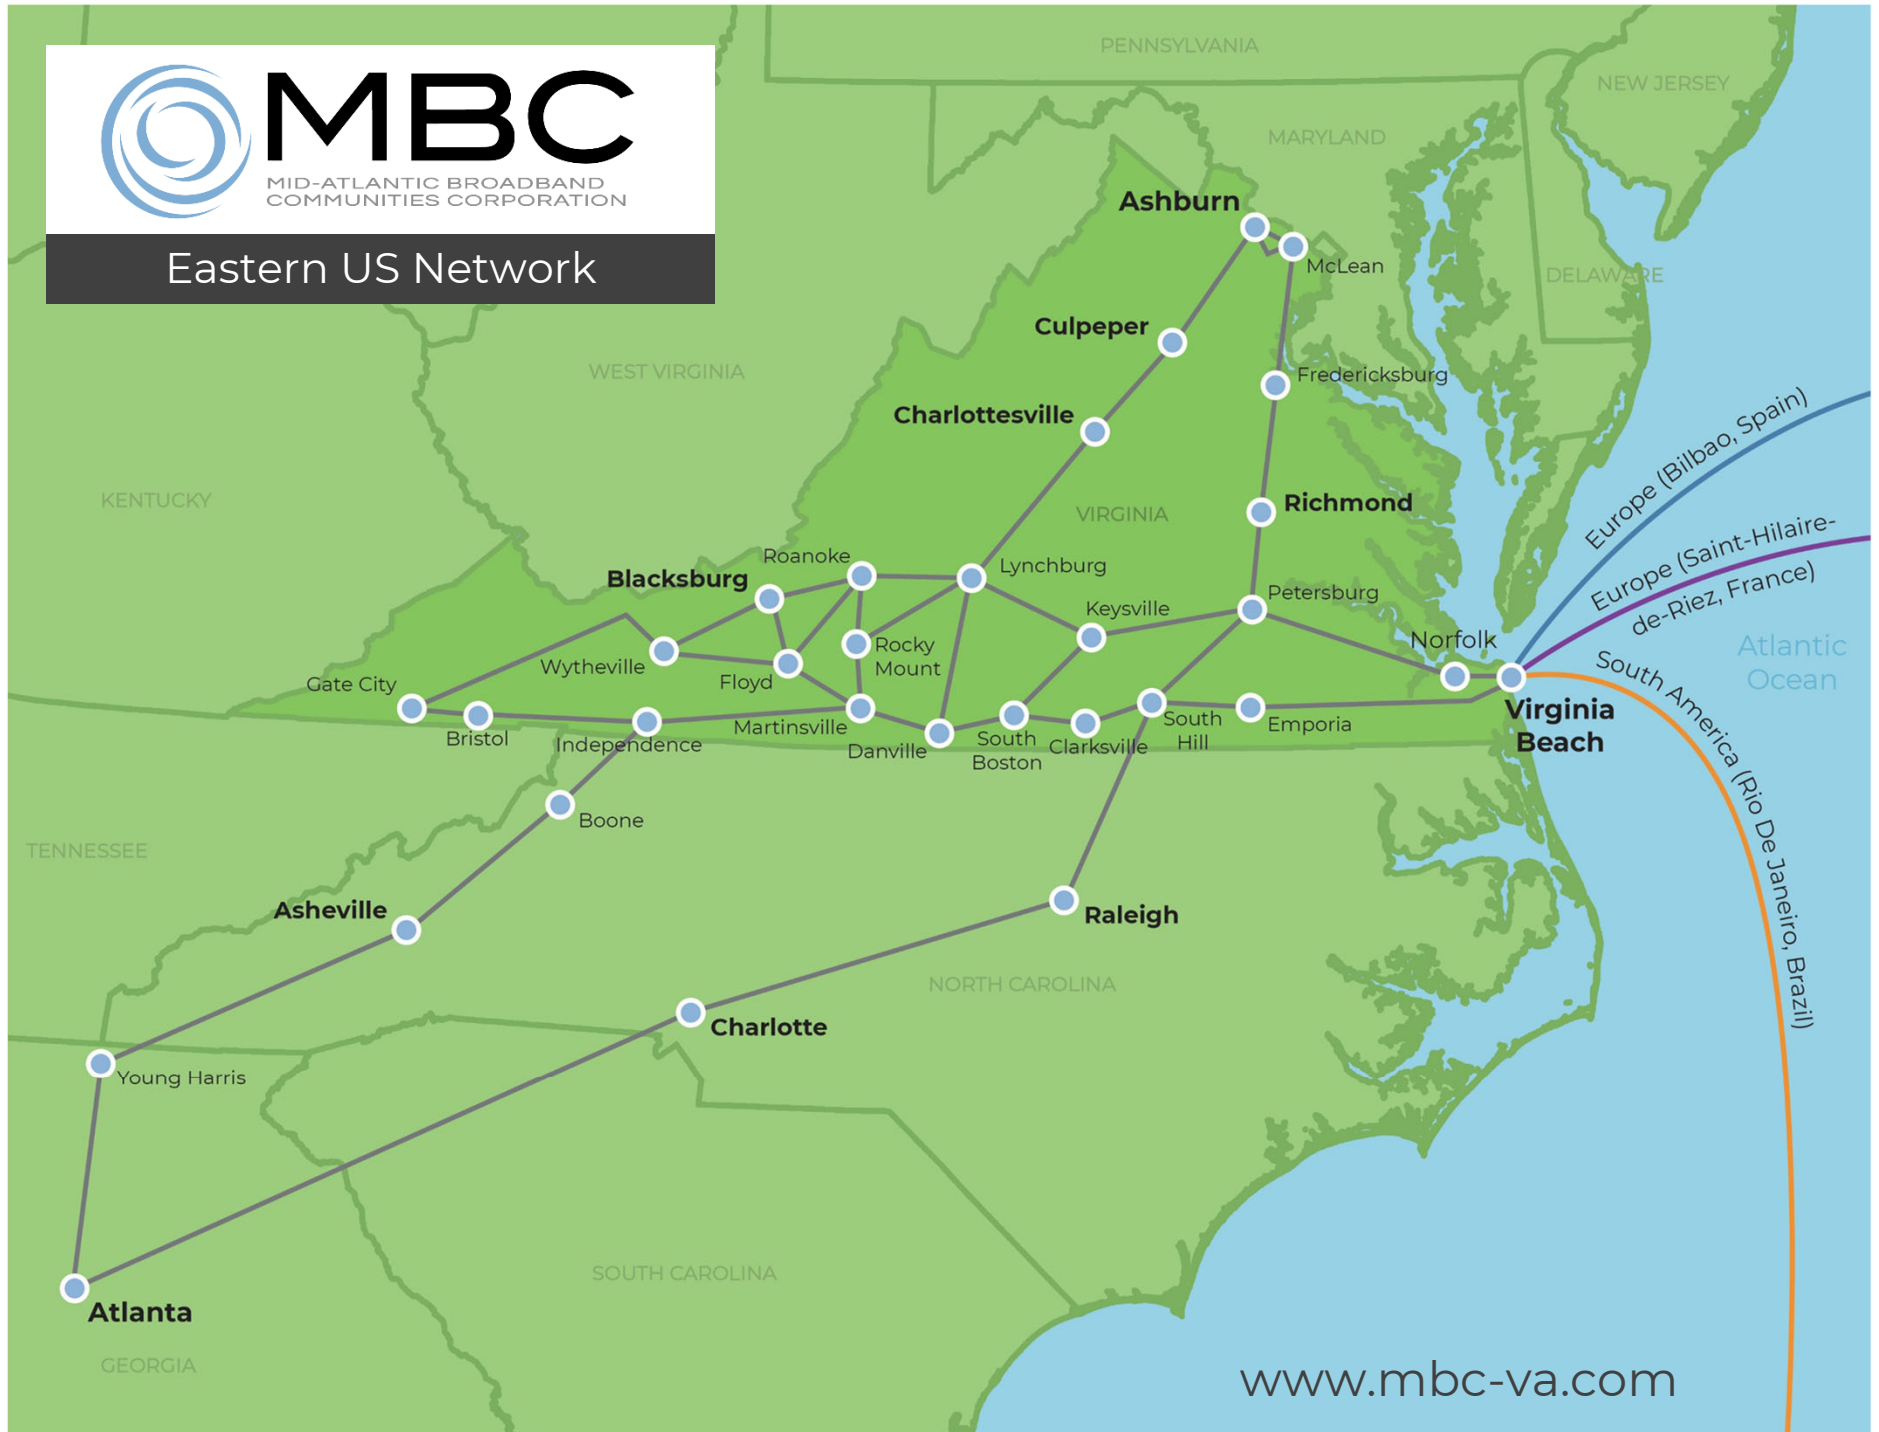 MBC
MID-ATLANTIC BROADBAND
COMMUNITIES CORPORATION
Eastern US Network
PENNSYLVANIA
NEW JERSEY
MARYLAND
Ashburn
McLean
DELAWARE
Culpeper
WEST VIRGINIA
Fredericksburg
Charlottesville
KENTUCKY
Richmond
VIRGINIA
Europe (Bilbao, Spain)
Europe (Saint-Hilaire-
de-Riez, France)
Roanoke
Lynchburg
Blacksburg
Petersburg
Keysville
Norfolk
Rocky
Mount
Wytheville
Floyd
Gate City
Atlantic
Ocean
South America (Rio De Janeiro, Brazil)
Virginia
Beach
Bristol
Independence
Martinsville
Danville
South
Boston
Clarksville
South
Hill
Emporia
Boone
TENNESSEE
Asheville
Raleigh
NORTH CAROLINA
Charlotte
Young Harris
SOUTH CAROLINA
Atlanta
GEORGIA
www.mbc-va.com